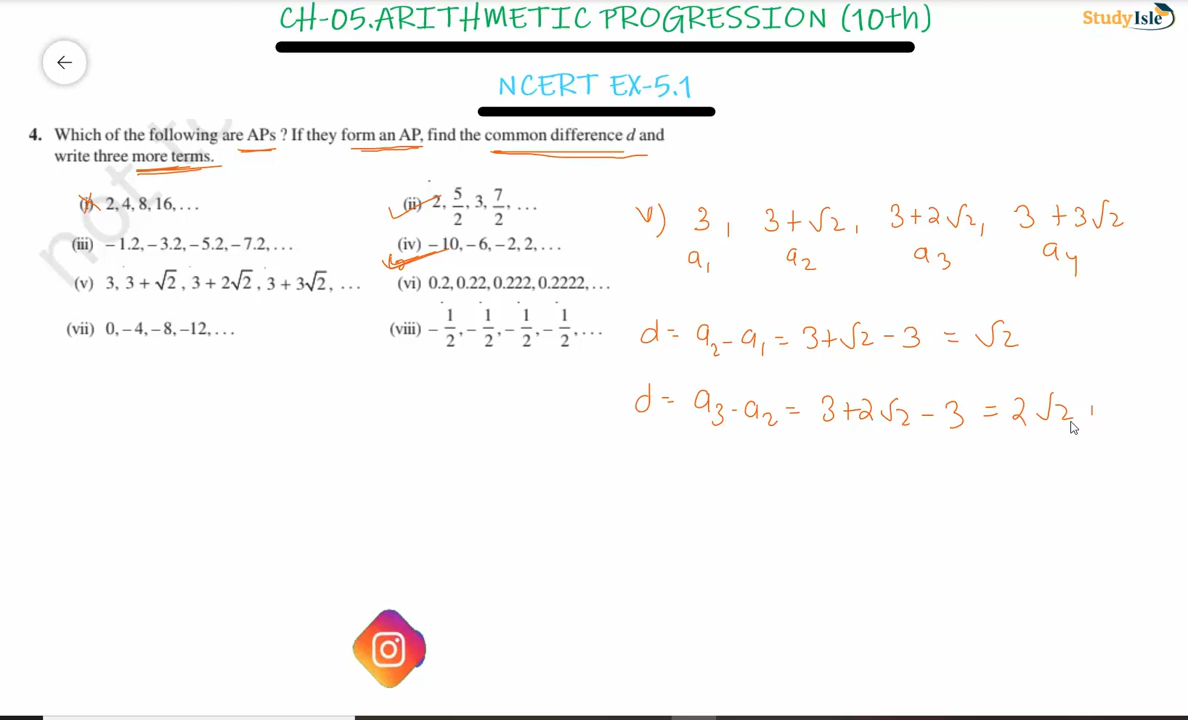 CH-05.ARITHMETIC PROGRESSION (10th)
StudyIsle
NCERT EX-5.1
4. Which of the following are APs ? If they form an AP, find the common difference d and
write three more terms.
(i) 2, 4, 8, 16, . . .
(ii) 2, 5/2, 3, 7/2, . . .
(iii) – 1.2, – 3.2, – 5.2, – 7.2, . . .
(iv) – 10, – 6, – 2, 2, . . .
(v) 3, 3 + √2, 3 + 2√2, 3 + 3√2, . . .
(vi) 0.2, 0.22, 0.222, 0.2222, . . .
(vii) 0, – 4, – 8, –12, . . .
(viii) – 1/2, – 1/2, – 1/2, – 1/2, . . .
v) 3, 3+√2, 3+2√2, 3+3√2
a1 a2 a3 a4
d = a2 - a1 = 3+√2 - 3 = √2
d = a3 - a2 = 3+2√2 - 3 = 2√2
not